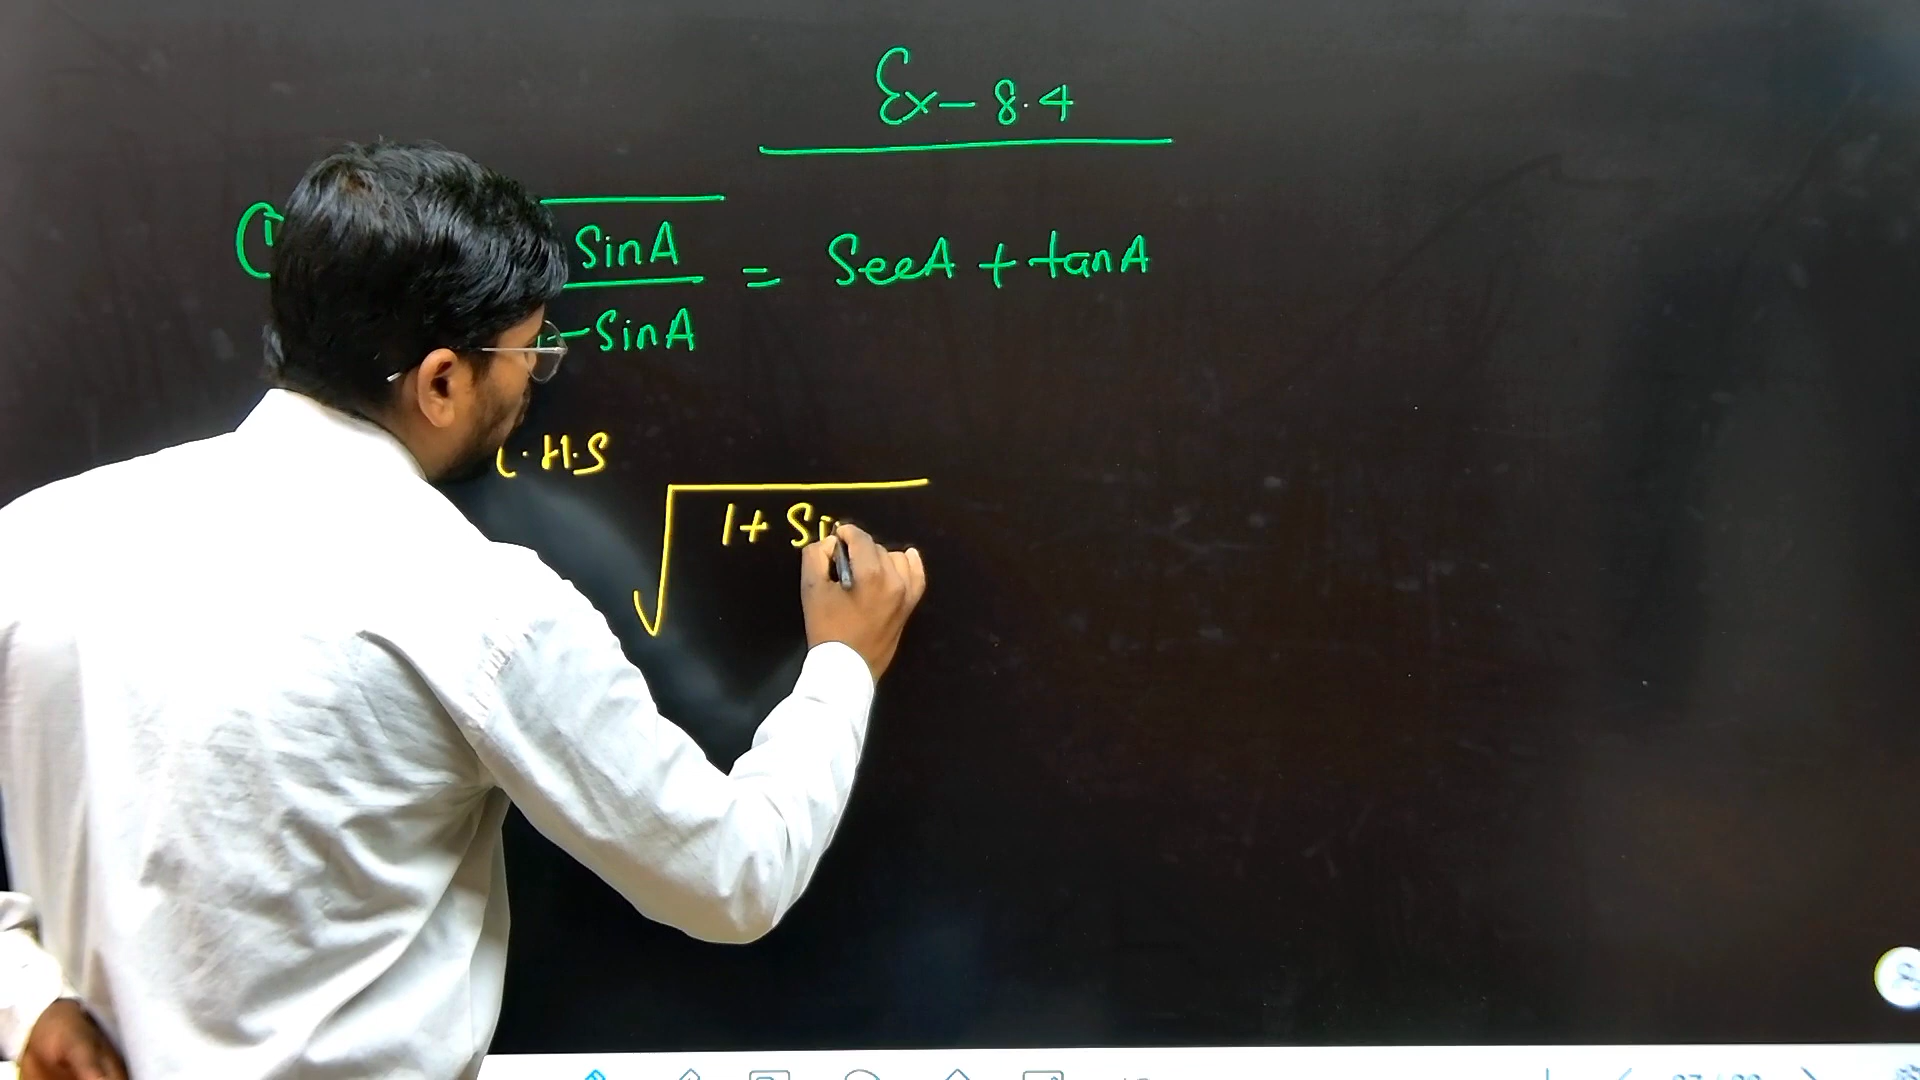 Ex-8.4
SinA
= SecA + tanA
-SinA
L.H.S
1+ Si